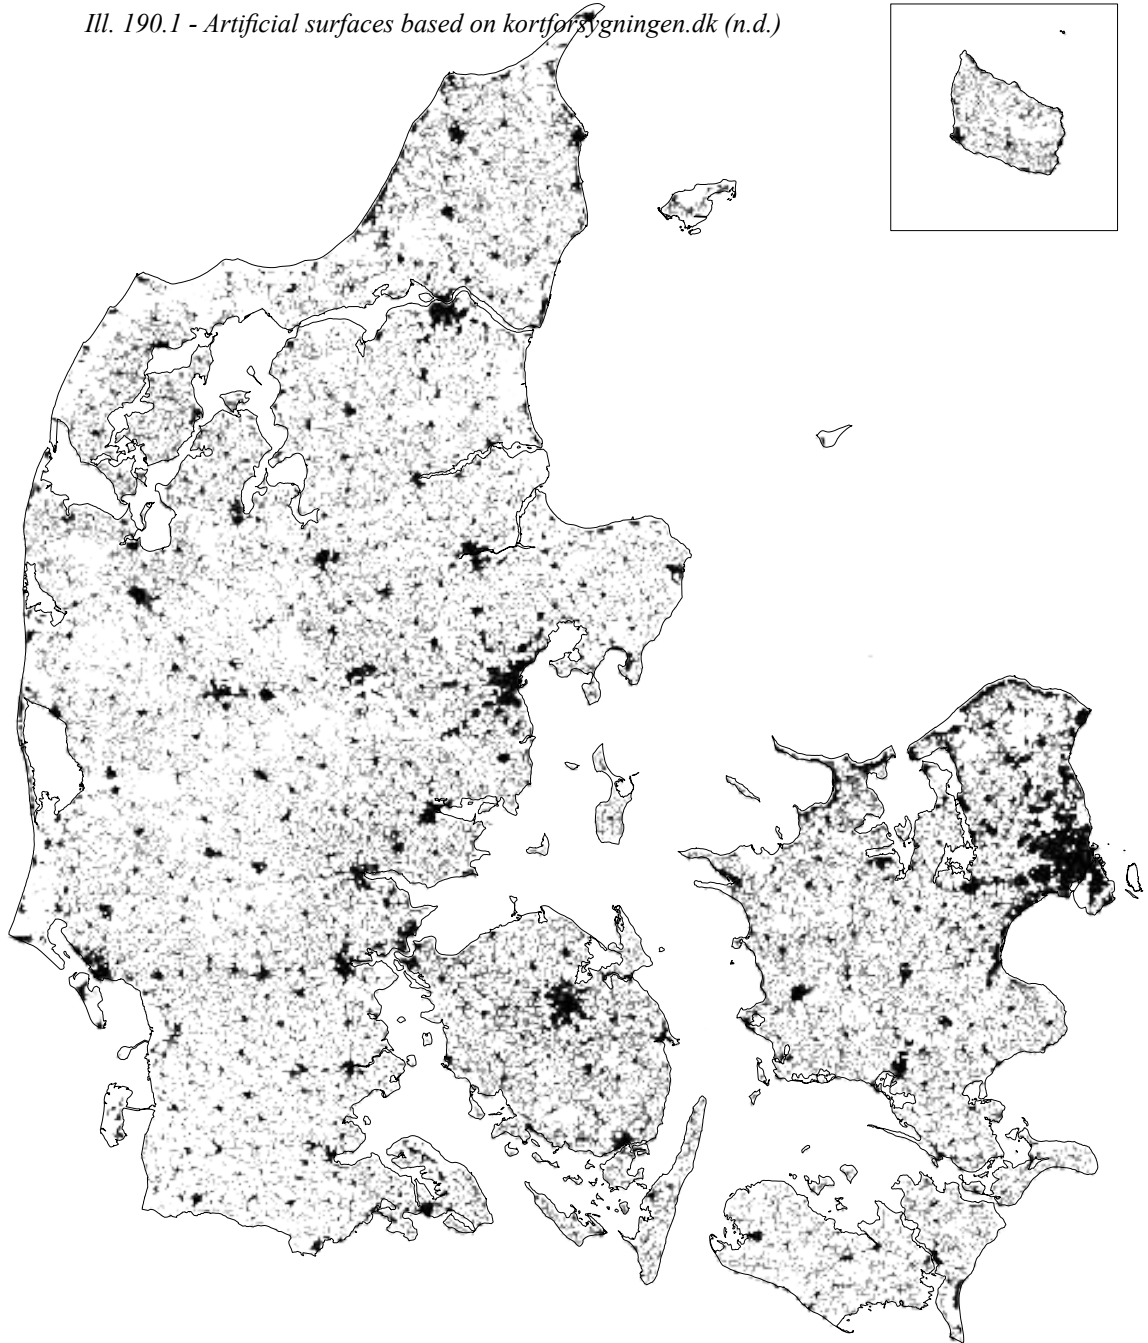 Ill. 190.1 - Artificial surfaces based on kortforsygningen.dk (n.d.)